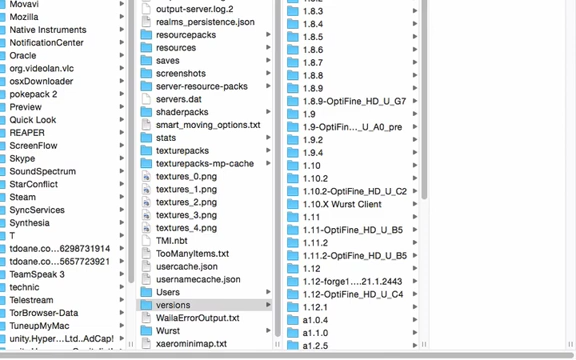 Movavi
Mozilla
Native Instruments
NotificationCenter
Oracle
org.videolan.vlc
osxDownloader
pokepack 2
Preview
Quick Look
REAPER
ScreenFlow
Skype
SoundSpectrum
StarConflict
Steam
SyncServices
Synthesia
T
tdoane.co...6298731914
tdoane.co...5657723921
TeamSpeak 3
technic
Telestream
TorBrowser-Data
TuneupMyMac
unity.Hyper...Ltd..AdCap!
output-server.log.2
realms_persistence.json
resourcepacks
resources
saves
screenshots
server-resource-packs
servers.dat
shaderpacks
smart_moving_options.txt
stats
texturepacks
texturepacks-mp-cache
textures_0.png
textures_1.png
textures_2.png
textures_3.png
textures_4.png
TMI.nbt
TooManyItems.txt
usercache.json
usernamecache.json
Users
versions
WailaErrorOutput.txt
Wurst
xaerominimap.txt
1.8.3
1.8.4
1.8.5
1.8.6
1.8.7
1.8.8
1.8.9
1.8.9-OptiFine_HD_U_G7
1.9
1.9-OptiFin..._U_A0_pre
1.9.2
1.9.4
1.10
1.10.2
1.10.2-OptiFine_HD_U_C2
1.10.X Wurst Client
1.11
1.11-OptiFine_HD_U_B5
1.11.2
1.11.2-OptiFine_HD_U_B5
1.12
1.12-forge1....21.1.2443
1.12-OptiFine_HD_U_C4
1.12.1
a1.0.4
a1.1.0
a1.2.5